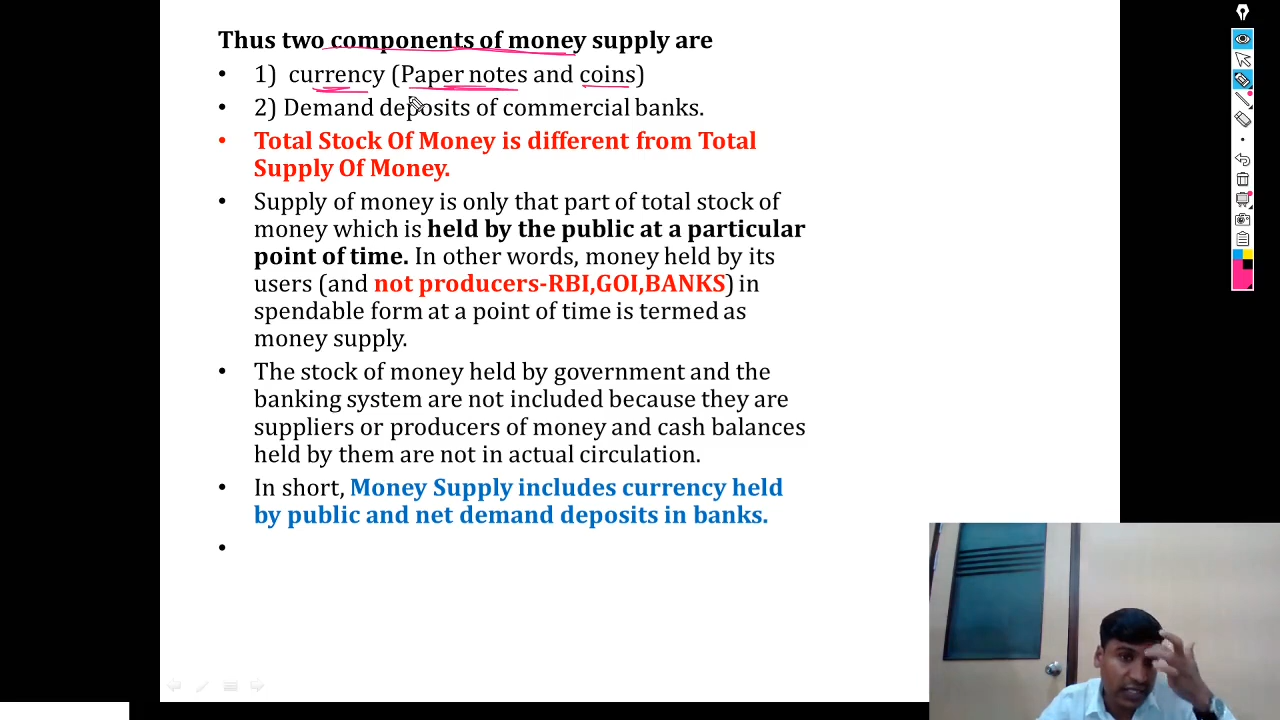 Thus two components of money supply are
• 1) currency (Paper notes and coins)
• 2) Demand deposits of commercial banks.
• Total Stock Of Money is different from Total
Supply Of Money.
• Supply of money is only that part of total stock of
money which is held by the public at a particular
point of time. In other words, money held by its
users (and not producers-RBI,GOI,BANKS) in
spendable form at a point of time is termed as
money supply.
• The stock of money held by government and the
banking system are not included because they are
suppliers or producers of money and cash balances
held by them are not in actual circulation.
• In short, Money Supply includes currency held
by public and net demand deposits in banks.
•